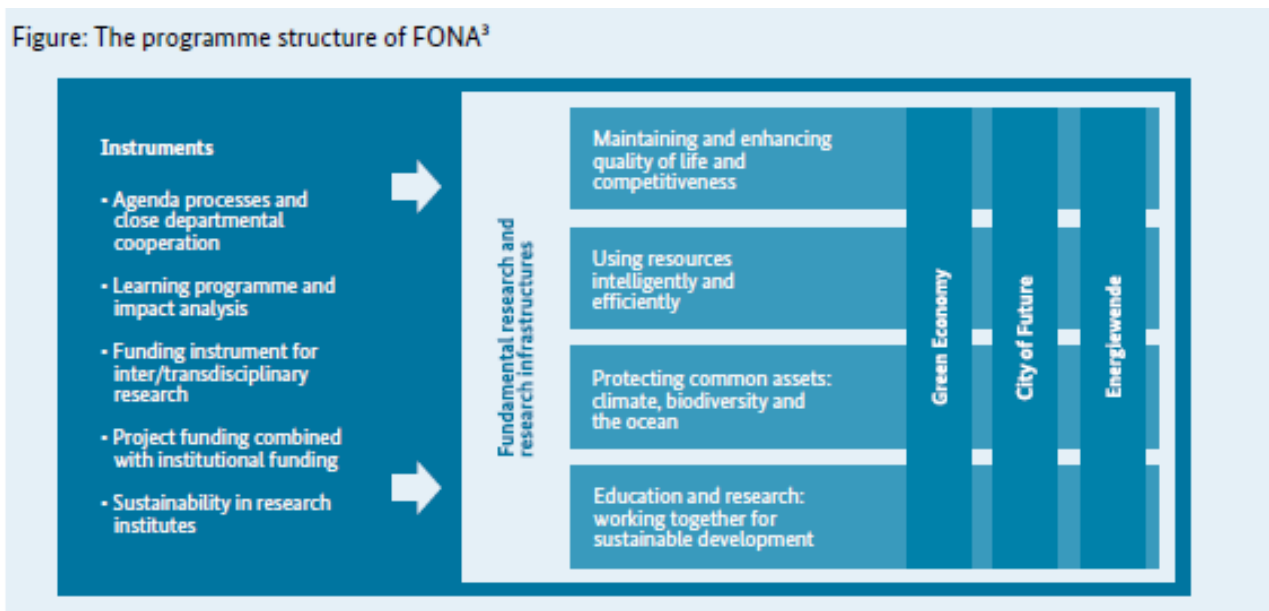 Figure: The programme structure of FONA³
Instruments
• Agenda processes and
close departmental
cooperation
• Learning programme and
impact analysis
• Funding instrument for
inter/transdisciplinary
research
• Project funding combined
with institutional funding
• Sustainability in research
institutes
Fundamental research and
research infrastructures
Maintaining and enhancing
quality of life and
competitiveness
Using resources
intelligently and
efficiently
Protecting common assets:
climate, biodiversity and
the ocean
Education and research:
working together for
sustainable development
Green Economy
City of Future
Energiewende